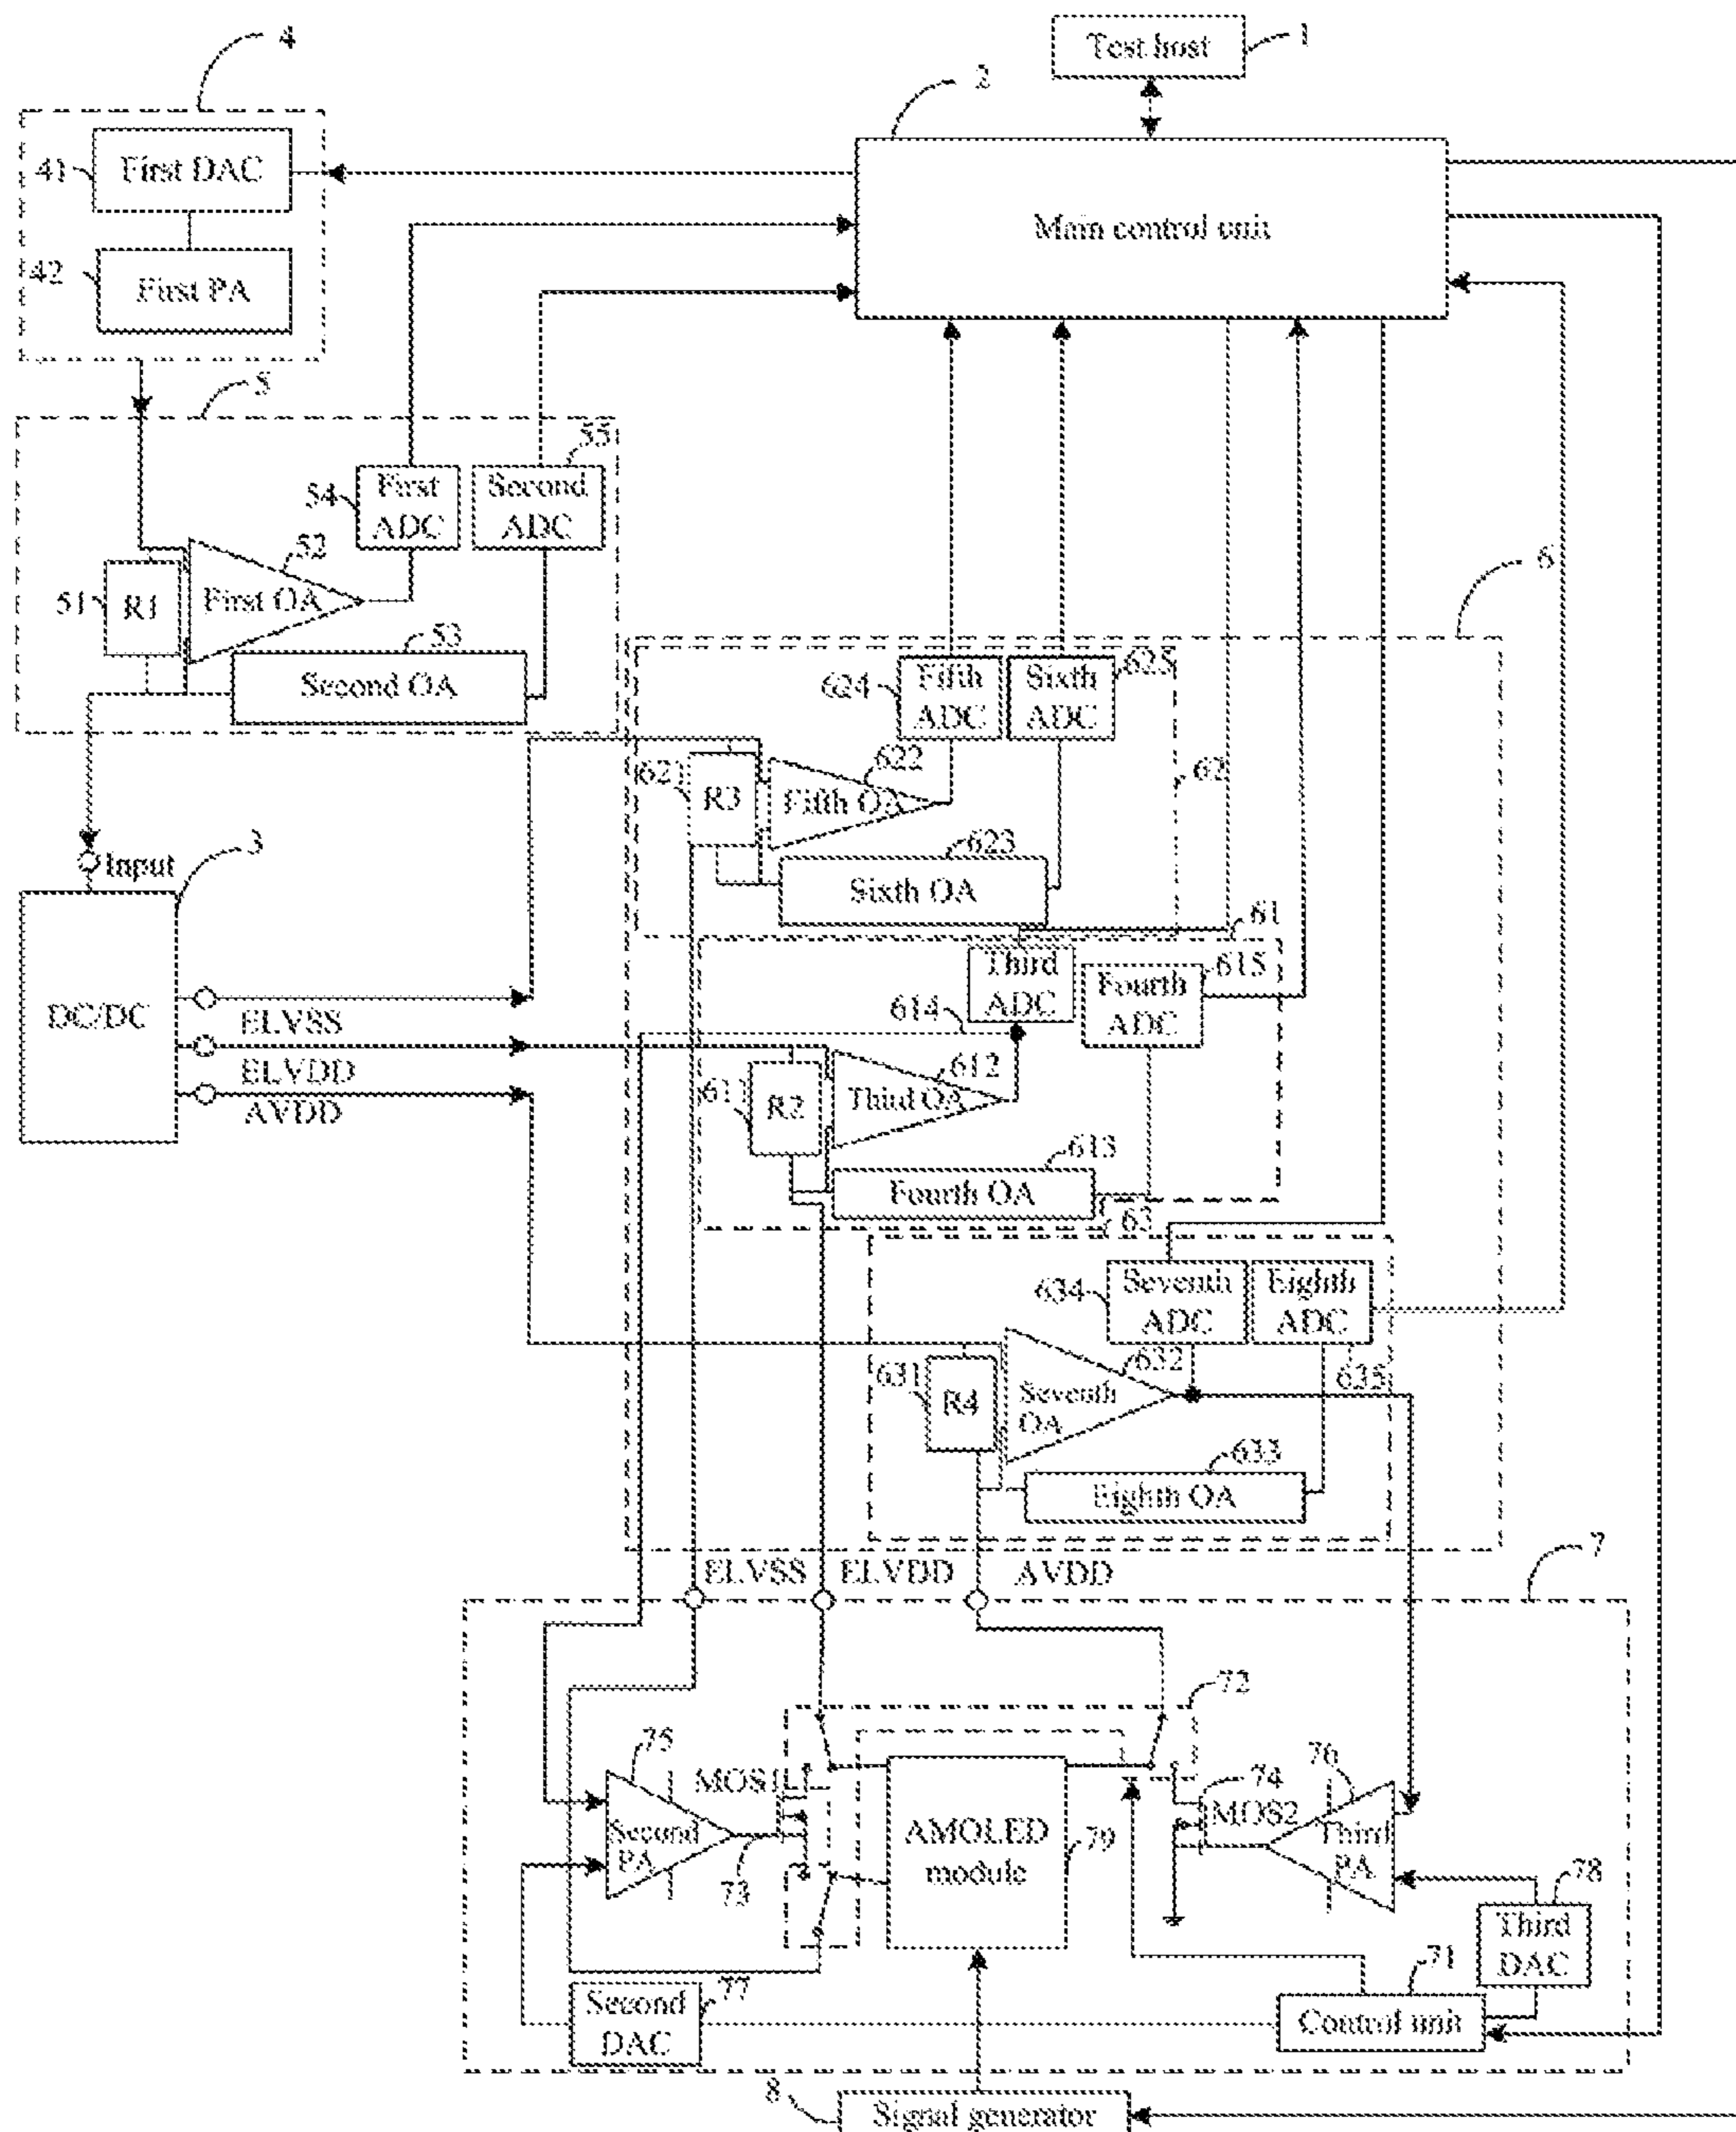 4
Test host
1
2
First DAC
41
Main control unit
42
First PA
5
55
54
First
ADC
Second
ADC
52
First OA
51
R1
6
53
Second OA
624
Fifth
ADC
Sixth
ADC
625
622
621
R3
Fifth OA
62
3
Input
623
Sixth OA
61
Third
ADC
Fourth
ADC
615
DC/DC
ELVSS
614
ELVDD
612
AVDD
611
R2
Third OA
613
Fourth OA
63
634
Seventh
ADC
Eighth
ADC
632
635
631
R4
Seventh
OA
633
Eighth OA
ELVSS
ELVDD
AVDD
7
72
75
MOS1
76
74
MOS2
Second
PA
AMOLED
module
79
Third
PA
73
78
Third
DAC
71
77
Second
DAC
Control unit
8
Signal generator